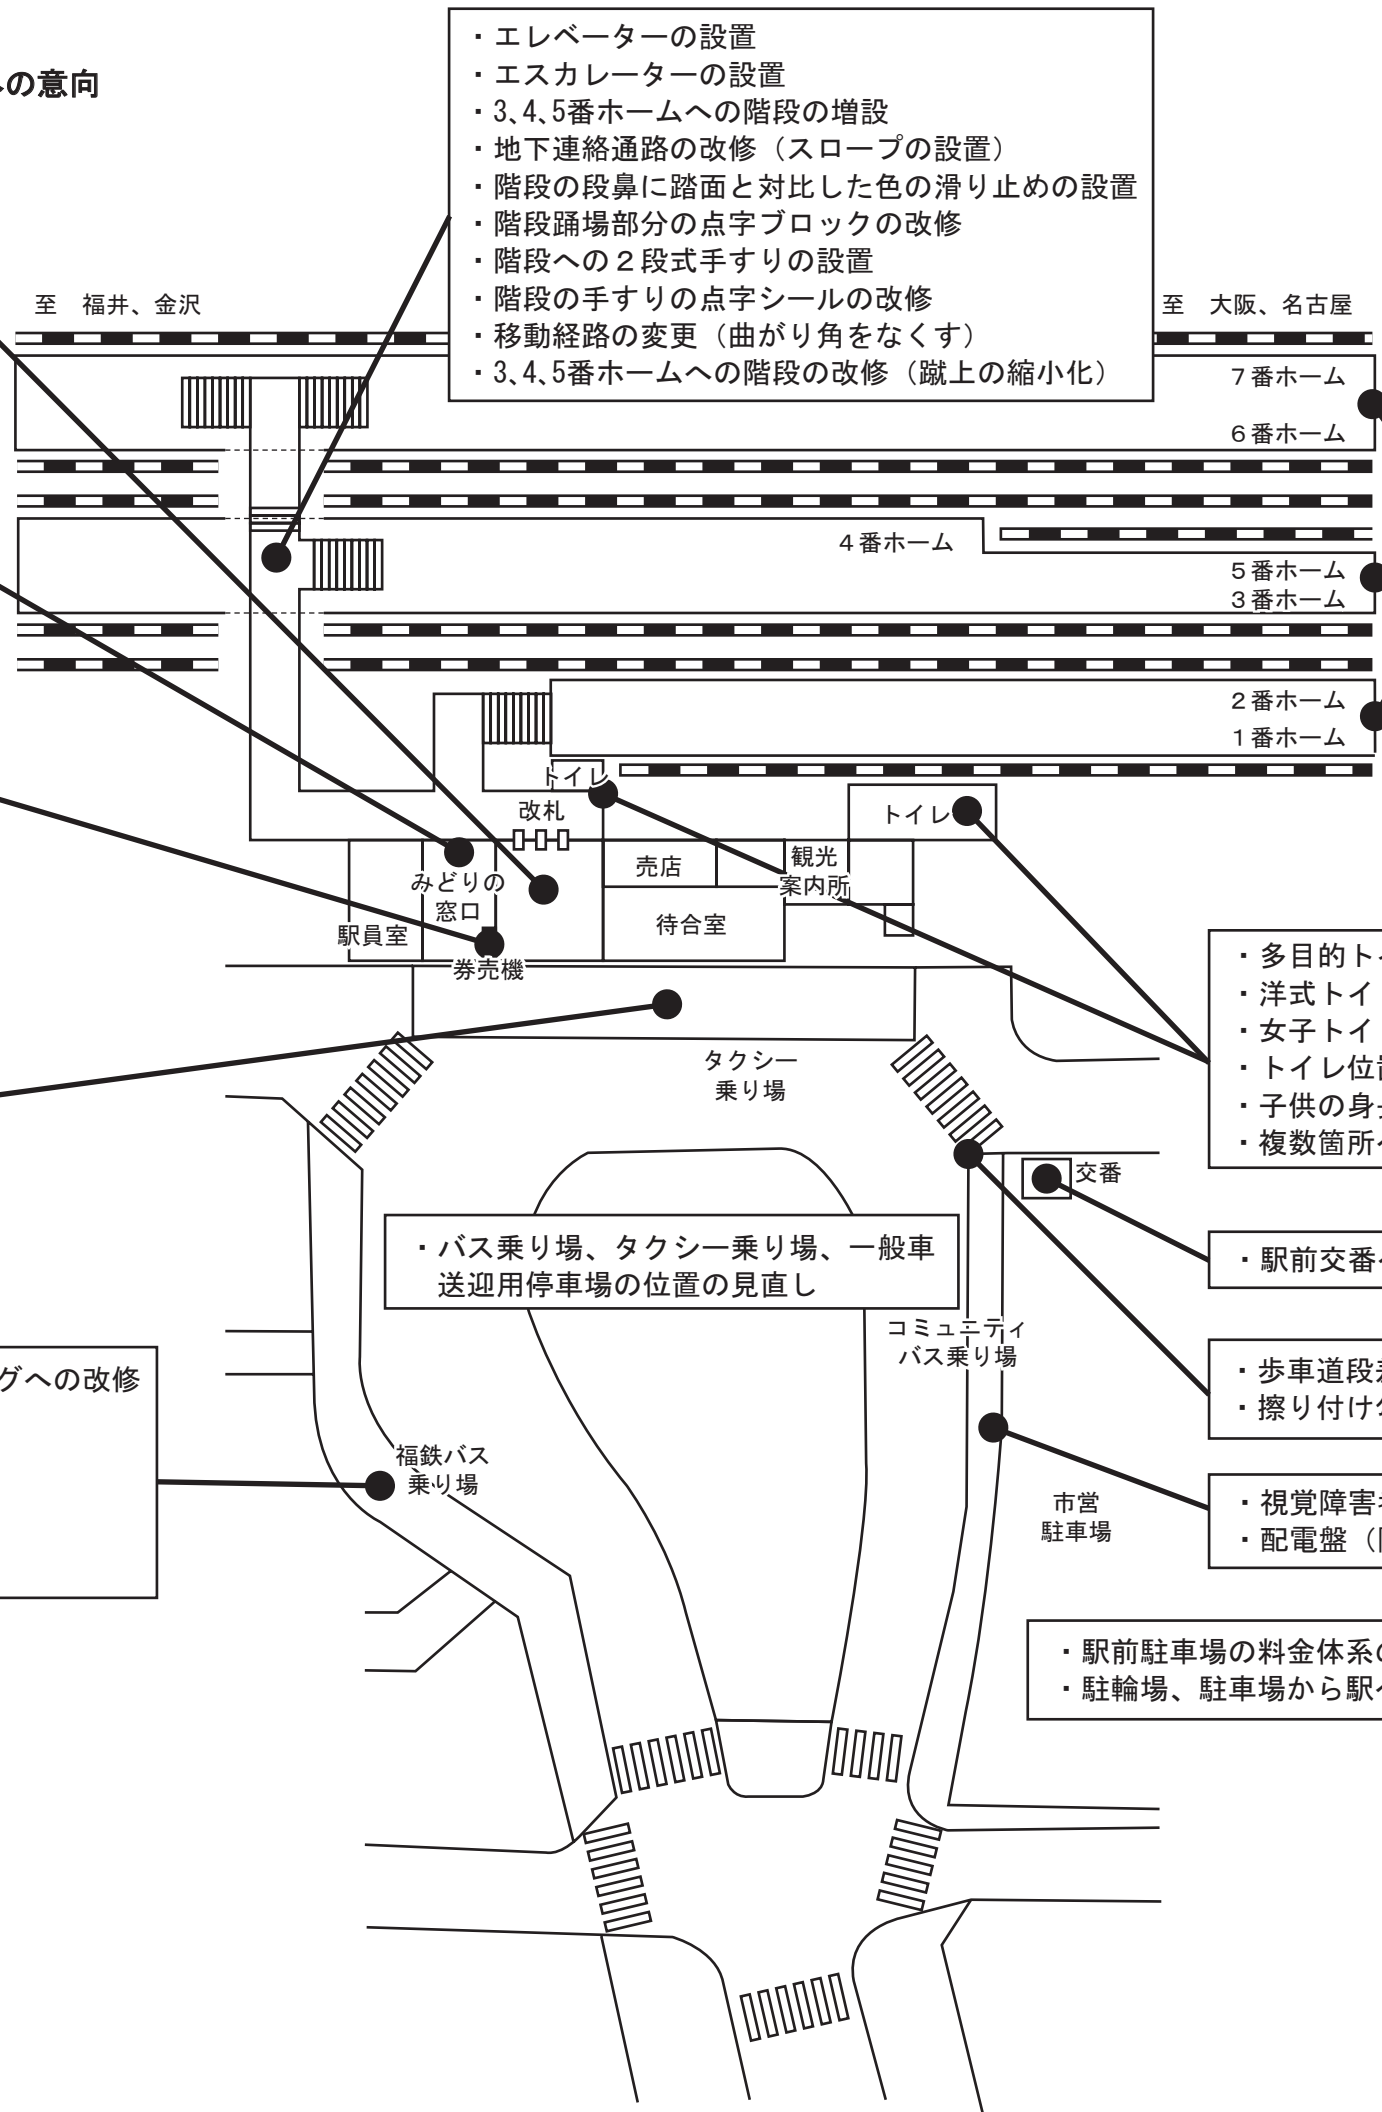 の意向
・エレベーターの設置
・エスカレーターの設置
・3､4､5番ホームへの階段の増設
・地下連絡通路の改修（スロープの設置）
・階段の段鼻に踏面と対比した色の滑り止めの設置
・階段踊場部分の点字ブロックの改修
・階段への２段式手すりの設置
・階段の手すりの点字シールの改修
・移動経路の変更（曲がり角をなくす）
・3､4､5番ホームへの階段の改修（蹴上の縮小化）
至　福井、金沢
至　大阪、名古屋
７番ホーム
６番ホーム
４番ホーム
５番ホーム
３番ホーム
２番ホーム
１番ホーム
トイレ
改札
トイレ
売店
観光
案内所
みどりの
窓口
駅員室
待合室
券売機
・多目的ト
・洋式トイ
・女子トイ
・トイレ位置
・子供の身
・複数箇所
タクシー
乗り場
交番
・バス乗り場、タクシー乗り場、一般車
送迎用停車場の位置の見直し
・駅前交番
コミュニティ
バス乗り場
・歩車道段差
・擦り付け
グへの改修
福鉄バス
乗り場
市営
駐車場
・視覚障害
・配電盤（
・駅前駐車場の料金体系の
・駐輪場、駐車場から駅